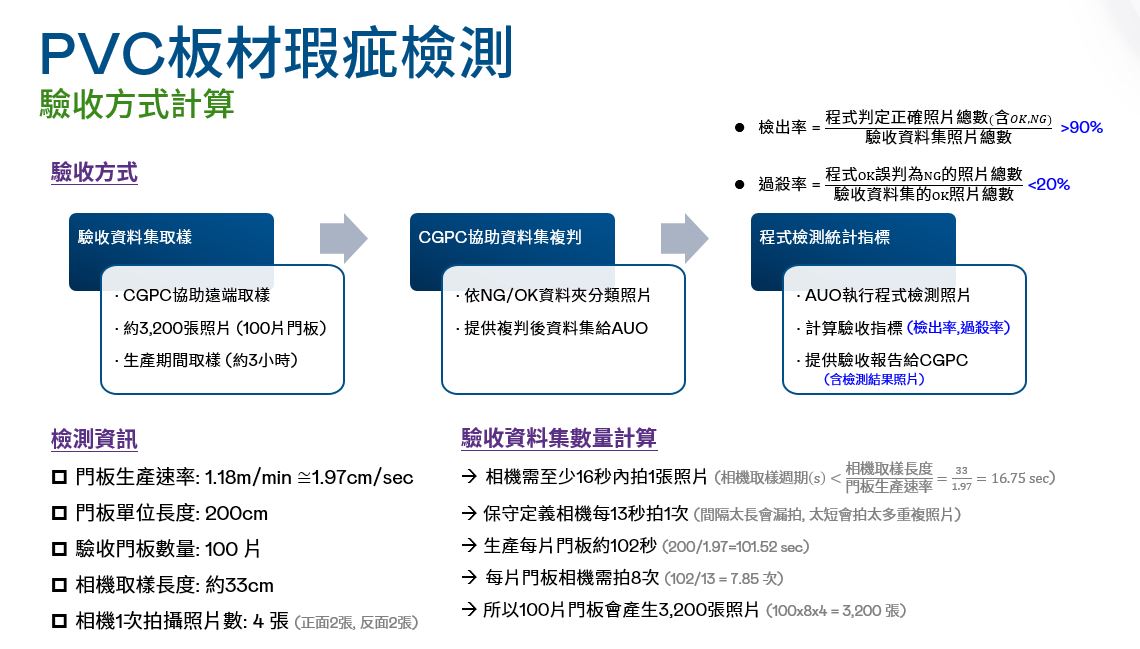 PVC板材瑕疵檢測
驗收方式計算
● 檢出率 = 程式判定正確照片總數(含OK,NG) / 驗收資料集照片總數 >90%
● 過殺率 = 程式OK誤判為NG的照片總數 / 驗收資料集的OK照片總數 <20%
驗收方式
驗收資料集取樣
· CGPC協助遠端取樣
· 約3,200張照片 (100片門板)
· 生產期間取樣 (約3小時)
CGPC協助資料集複判
· 依NG/OK資料夾分類照片
· 提供複判後資料集給AUO
程式檢測統計指標
· AUO執行程式檢測照片
· 計算驗收指標 (檢出率,過殺率)
· 提供驗收報告給CGPC
(含檢測結果照片)
檢測資訊
門板生產速率: 1.18m/min ≅1.97cm/sec
門板單位長度: 200cm
驗收門板數量: 100 片
相機取樣長度: 約33cm
相機1次拍攝照片數: 4 張 (正面2張, 反面2張)
驗收資料集數量計算
→ 相機需至少16秒內拍1張照片 (相機取樣週期(s) < 相機取樣長度 / 門板生產速率 = 33 / 1.97 = 16.75 sec)
→ 保守定義相機每13秒拍1次 (間隔太長會漏拍, 太短會拍太多重複照片)
→ 生產每片門板約102秒 (200/1.97=101.52 sec)
→ 每片門板相機需拍8次 (102/13 = 7.85 次)
→ 所以100片門板會產生3,200張照片 (100x8x4 = 3,200 張)